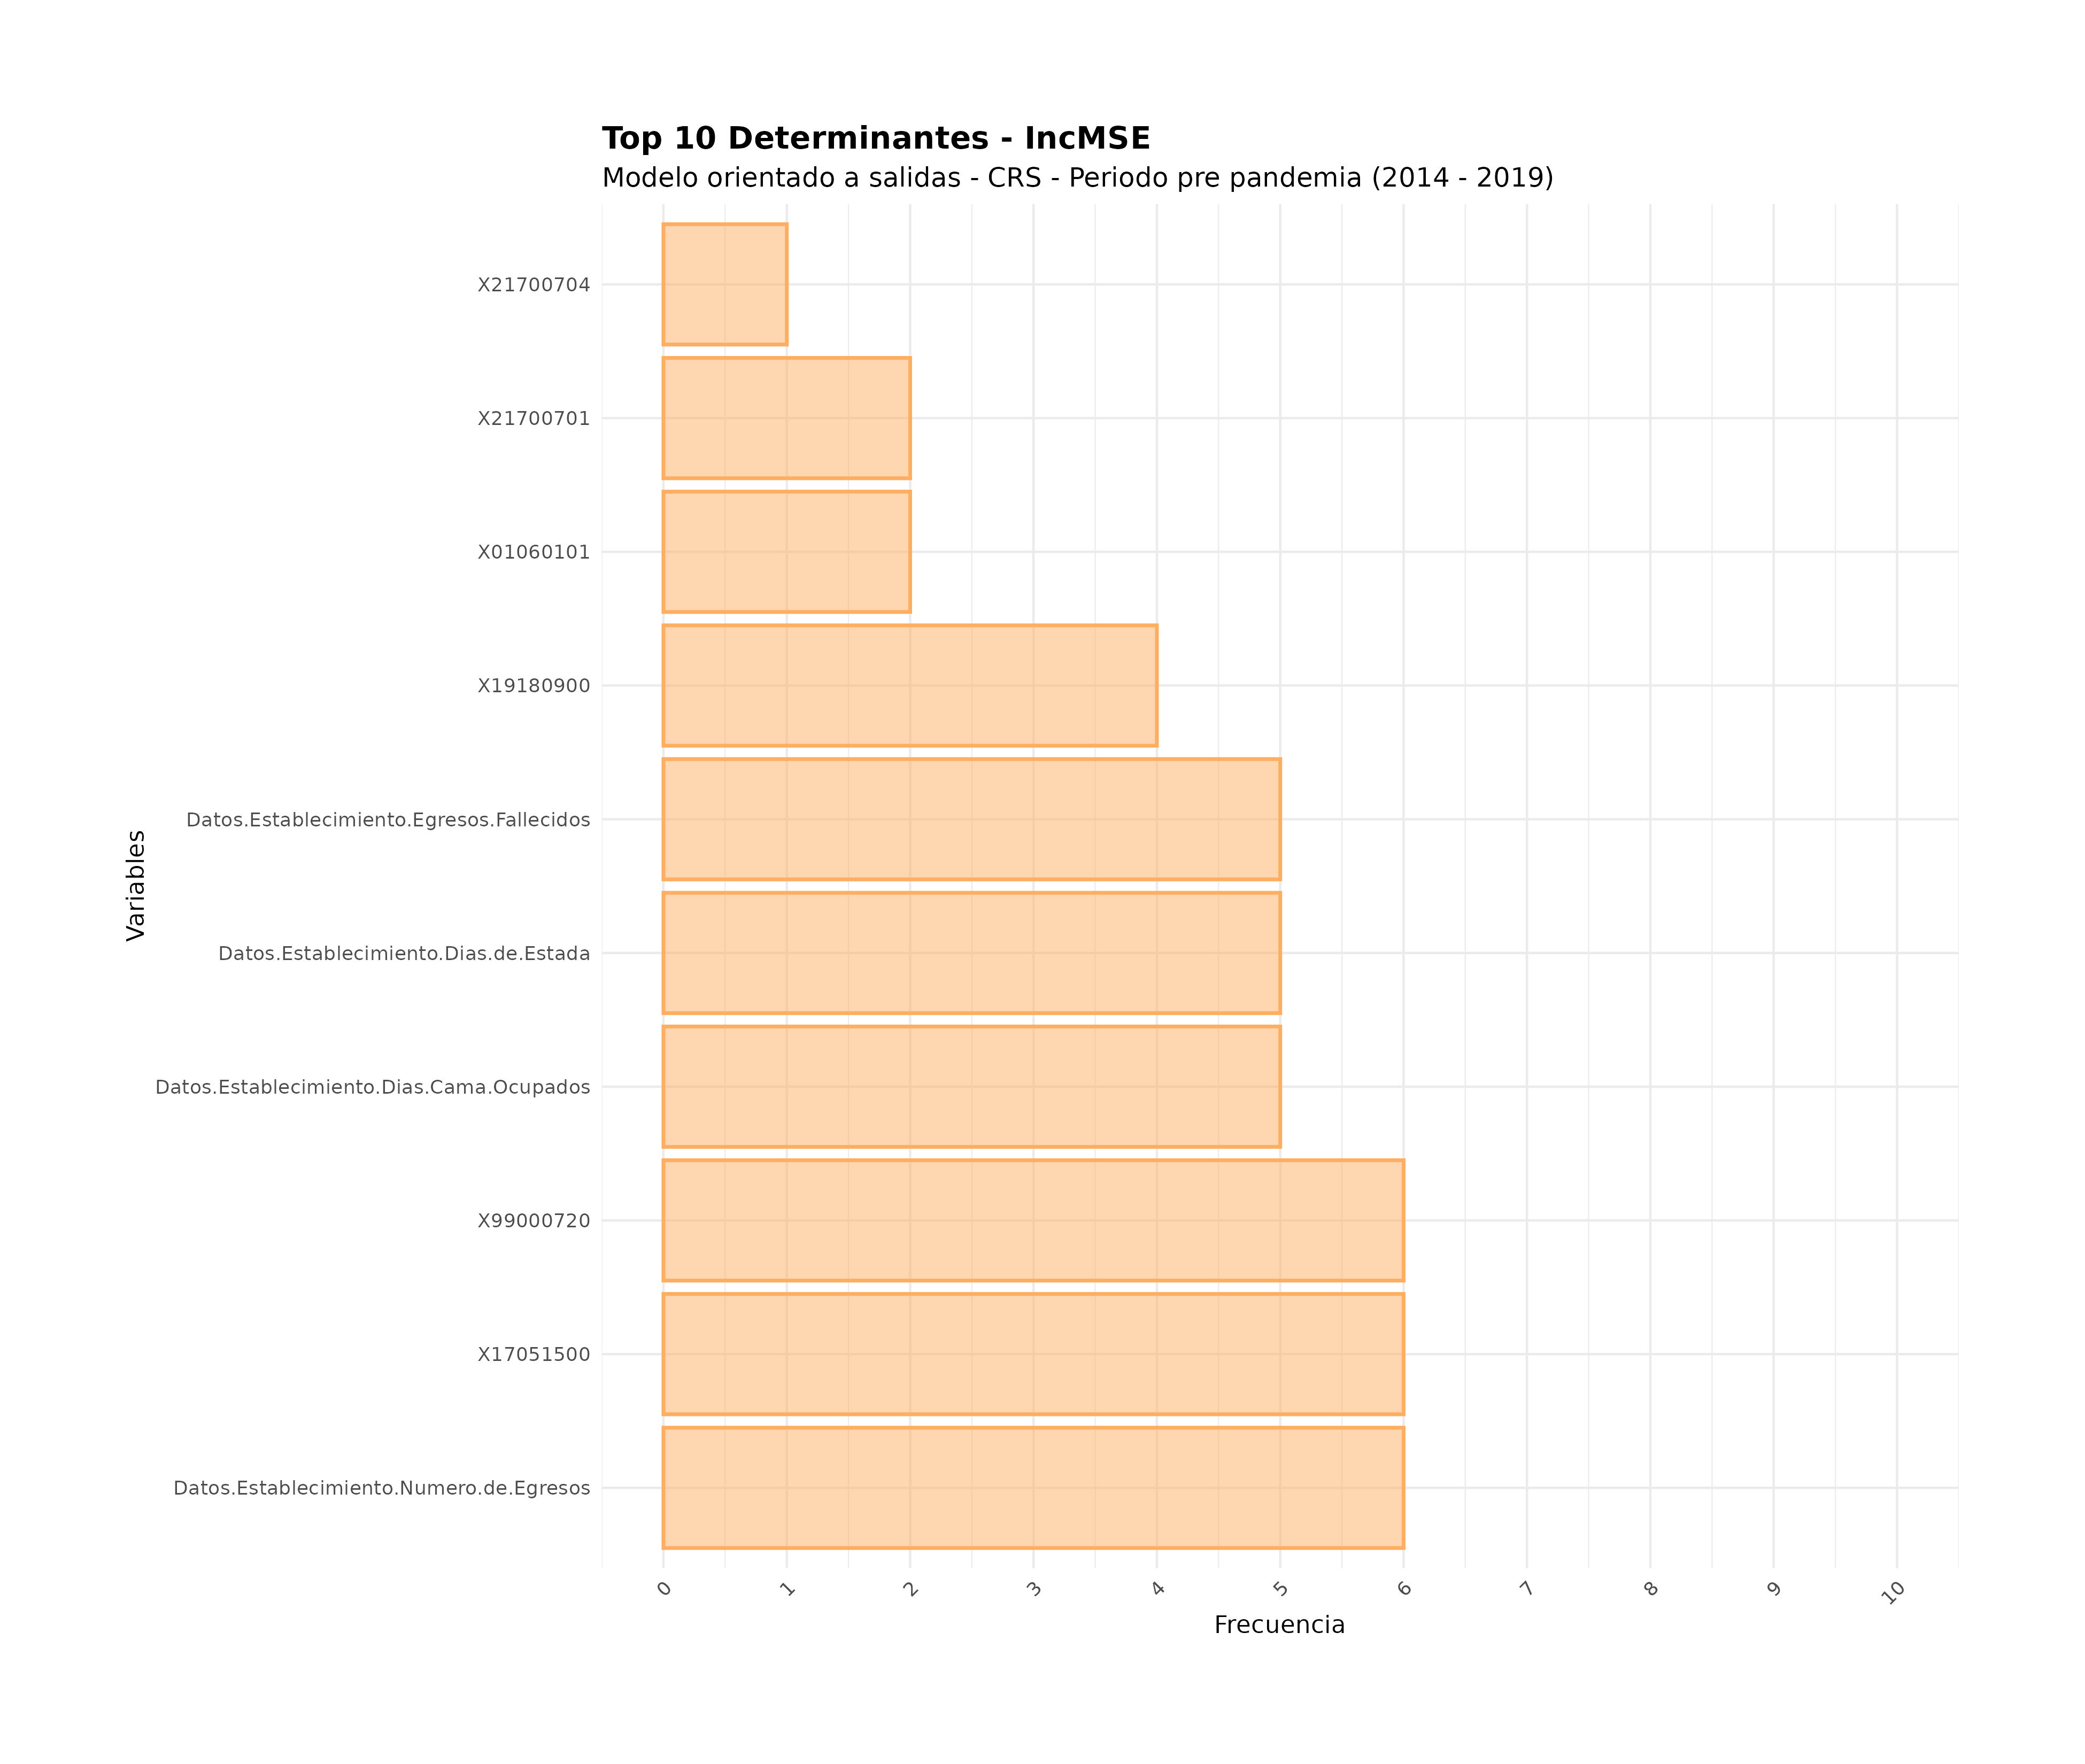 Top 10 Determinantes - IncMSE
Modelo orientado a salidas - CRS - Periodo pre pandemia (2014 - 2019)
Variables
X21700704
X21700701
X01060101
X19180900
Datos.Establecimiento.Egresos.Fallecidos
Datos.Establecimiento.Dias.de.Estada
Datos.Establecimiento.Dias.Cama.Ocupados
X99000720
X17051500
Datos.Establecimiento.Numero.de.Egresos
0 1 2 3 4 5 6 7 8 9 10
Frecuencia